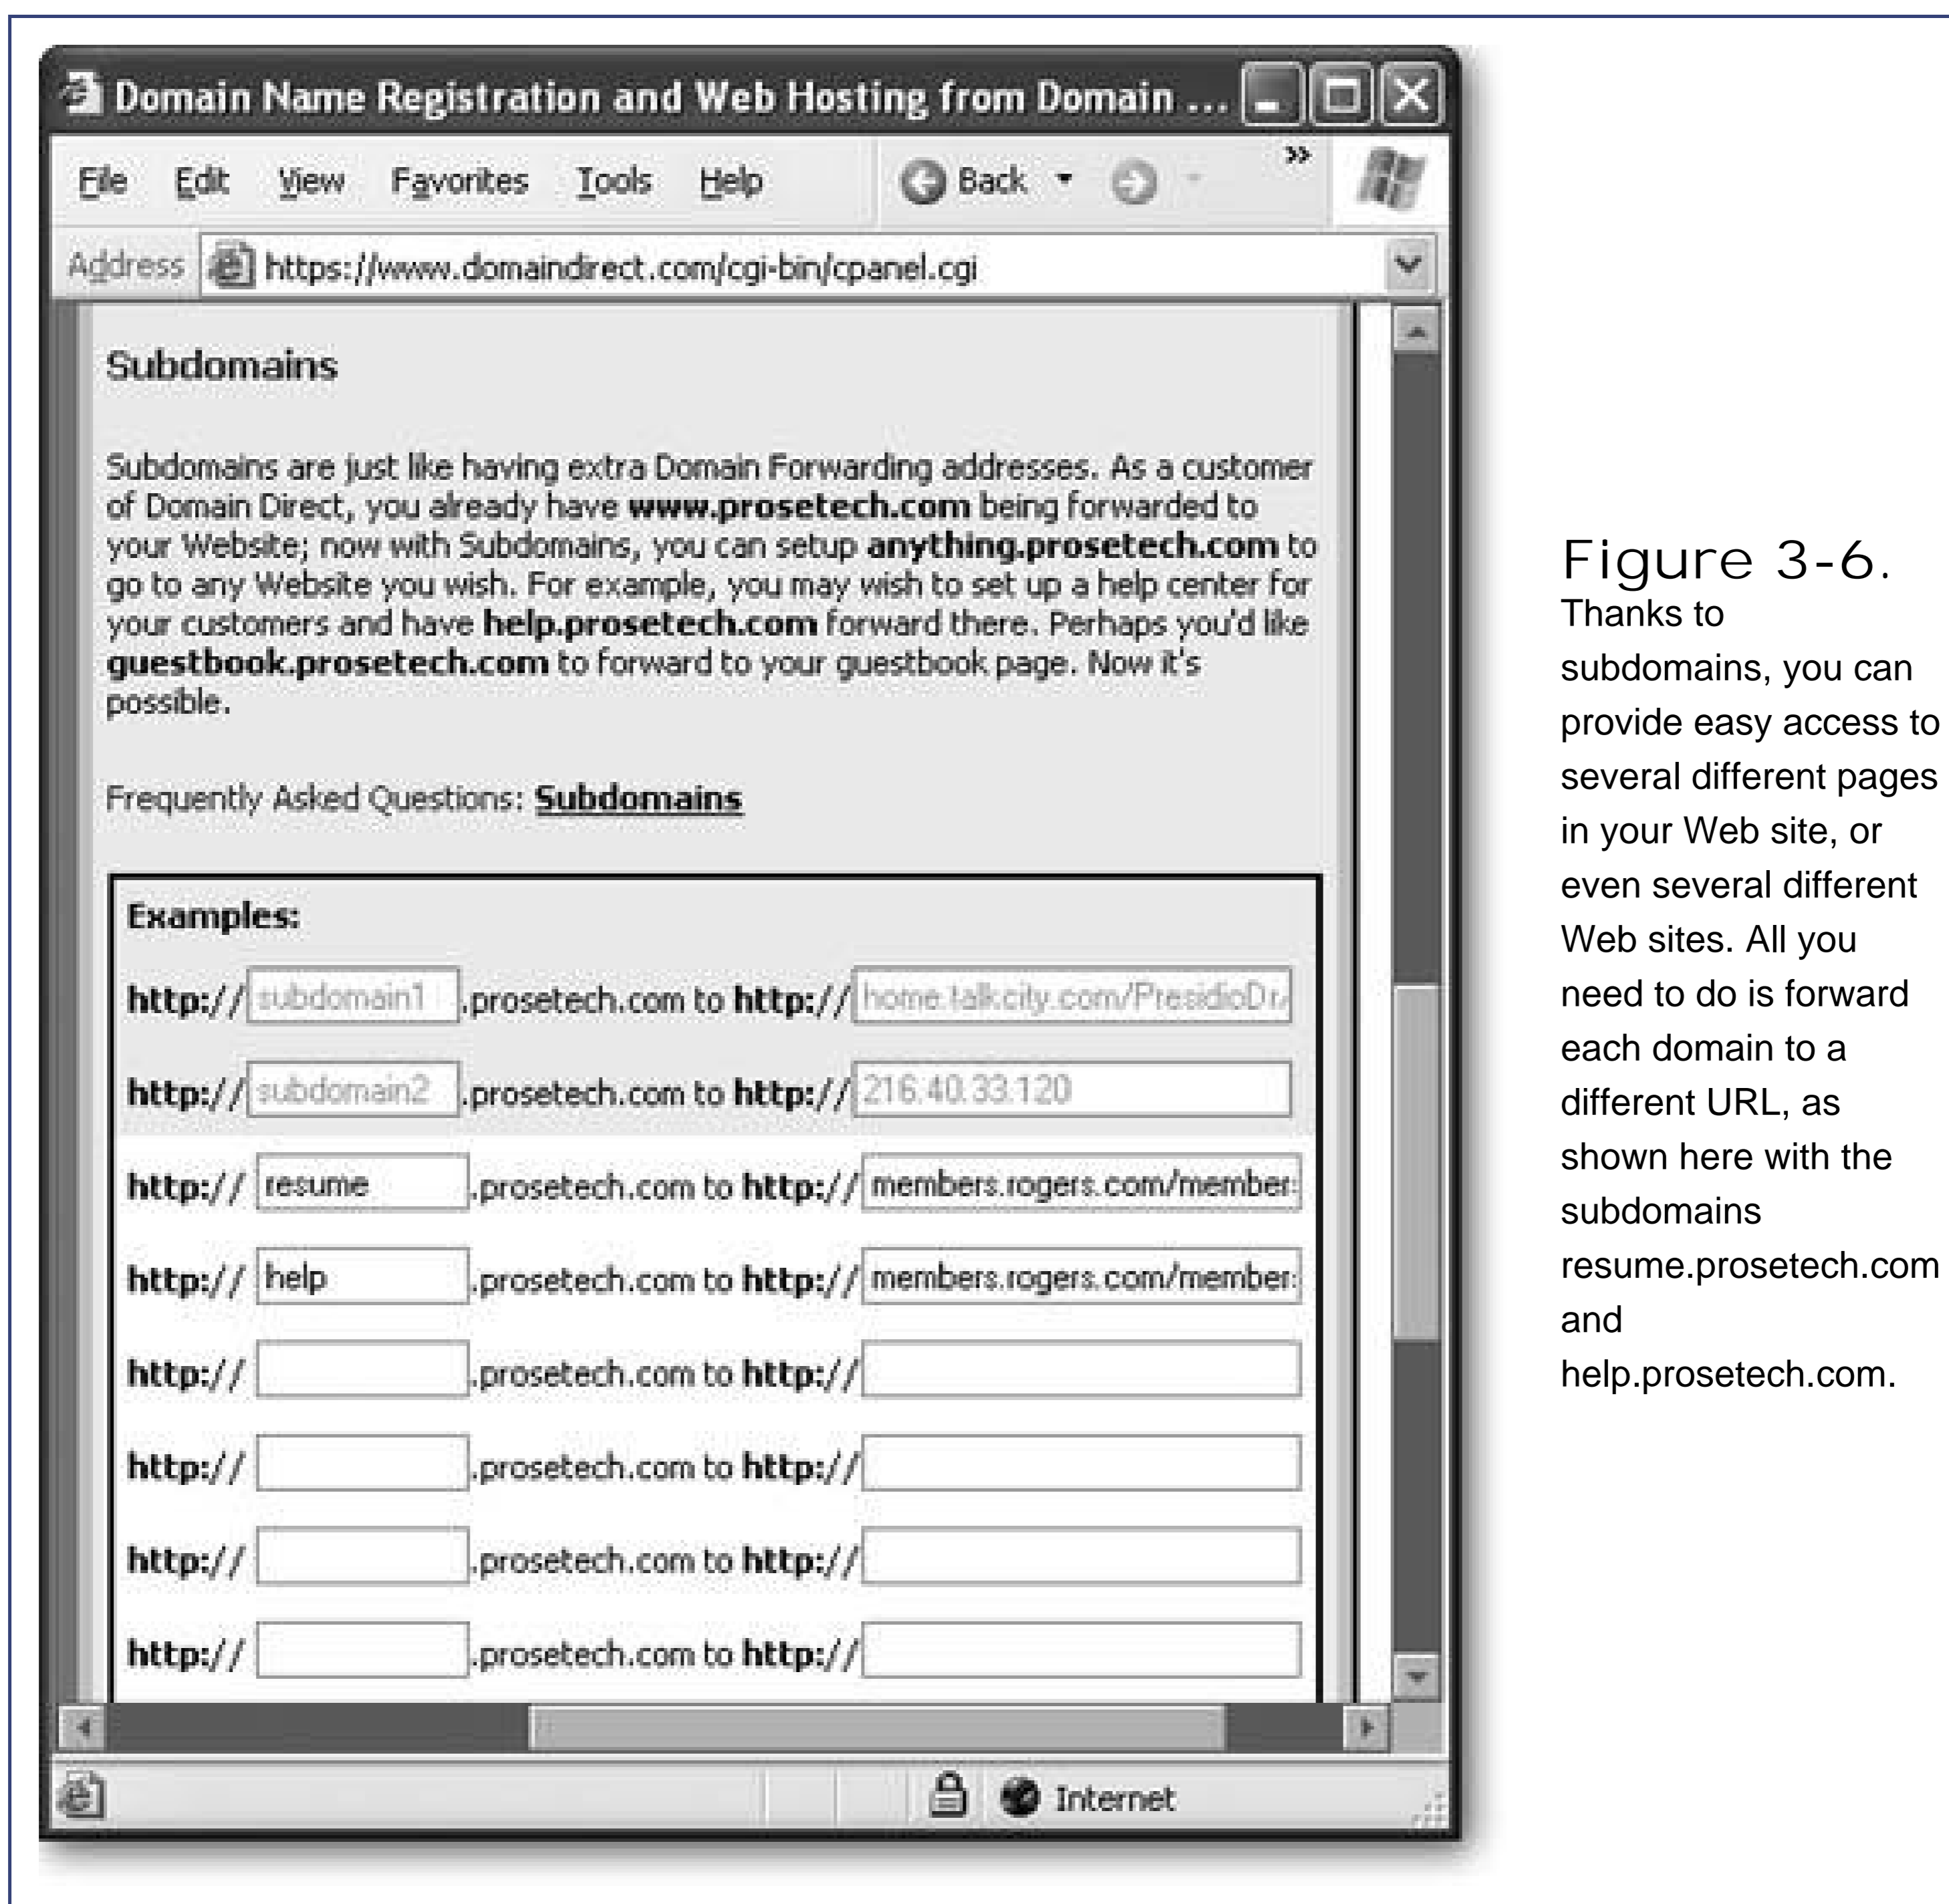 Domain Name Registration and Web Hosting from Domain ...
File Edit View Favorites Tools Help Back »
Address https://www.domaindirect.com/cgi-bin/cpanel.cgi
Subdomains
Subdomains are just like having extra Domain Forwarding addresses. As a customer
of Domain Direct, you already have www.prosetech.com being forwarded to
your Website; now with Subdomains, you can setup anything.prosetech.com to
go to any Website you wish. For example, you may wish to set up a help center for
your customers and have help.prosetech.com forward there. Perhaps you'd like
guestbook.prosetech.com to forward to your guestbook page. Now it's
possible.
Frequently Asked Questions: Subdomains
Examples:
http:// subdomain1 .prosetech.com to http:// home.talkcity.com/PresidioDr/
http:// subdomain2 .prosetech.com to http:// 216.40.33.120
http:// resume .prosetech.com to http:// members.rogers.com/member
http:// help .prosetech.com to http:// members.rogers.com/member
http:// .prosetech.com to http://
http:// .prosetech.com to http://
http:// .prosetech.com to http://
http:// .prosetech.com to http://
Internet
Figure 3-6.
Thanks to
subdomains, you can
provide easy access to
several different pages
in your Web site, or
even several different
Web sites. All you
need to do is forward
each domain to a
different URL, as
shown here with the
subdomains
resume.prosetech.com
and
help.prosetech.com.